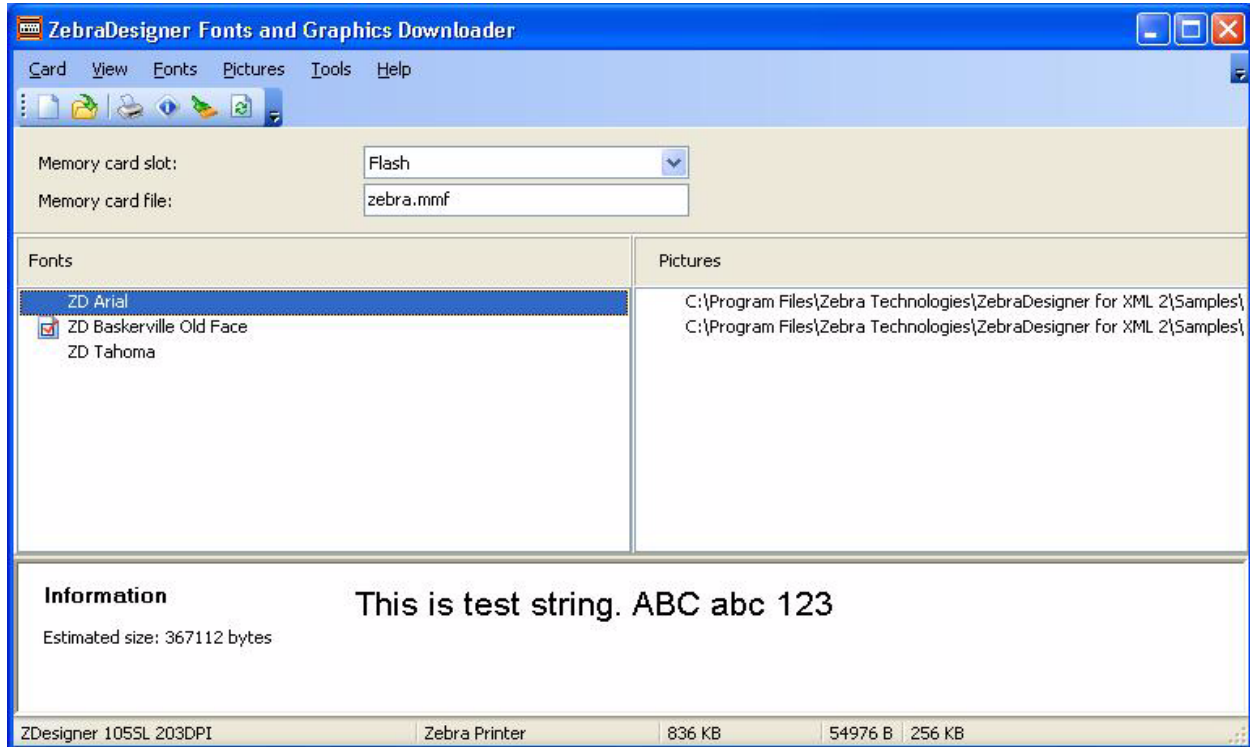 ZebraDesigner Fonts and Graphics Downloader
Card View Fonts Pictures Tools Help
Memory card slot: Flash
Memory card file: zebra.mmf
Fonts Pictures
ZD Arial C:\Program Files\Zebra Technologies\ZebraDesigner for XML 2\Samples\
ZD Baskerville Old Face C:\Program Files\Zebra Technologies\ZebraDesigner for XML 2\Samples\
ZD Tahoma
Information This is test string. ABC abc 123
Estimated size: 367112 bytes
ZDesigner 105SL 203DPI Zebra Printer 836 KB 54976 B 256 KB